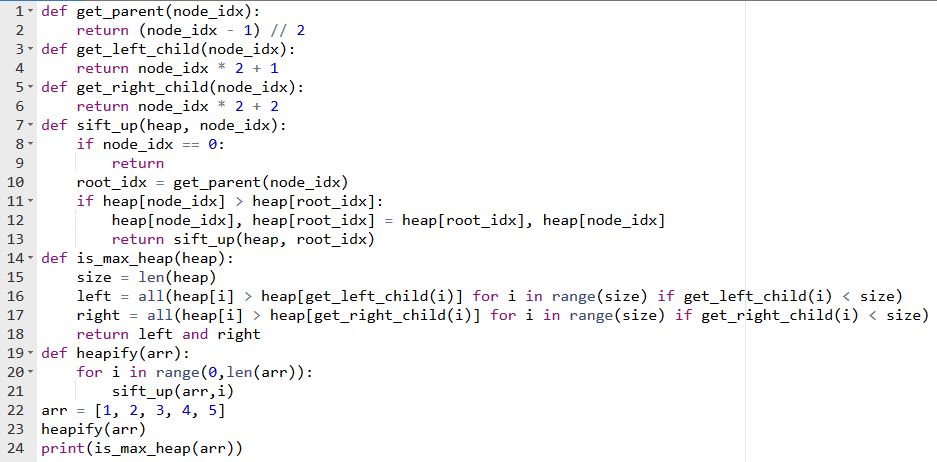 1 def get_parent(node_idx):
2     return (node_idx - 1) // 2
3 def get_left_child(node_idx):
4     return node_idx * 2 + 1
5 def get_right_child(node_idx):
6     return node_idx * 2 + 2
7 def sift_up(heap, node_idx):
8     if node_idx == 0:
9         return
10     root_idx = get_parent(node_idx)
11     if heap[node_idx] > heap[root_idx]:
12         heap[node_idx], heap[root_idx] = heap[root_idx], heap[node_idx]
13         return sift_up(heap, root_idx)
14 def is_max_heap(heap):
15     size = len(heap)
16     left = all(heap[i] > heap[get_left_child(i)] for i in range(size) if get_left_child(i) < size)
17     right = all(heap[i] > heap[get_right_child(i)] for i in range(size) if get_right_child(i) < size)
18     return left and right
19 def heapify(arr):
20     for i in range(0,len(arr)):
21         sift_up(arr,i)
22 arr = [1, 2, 3, 4, 5]
23 heapify(arr)
24 print(is_max_heap(arr))